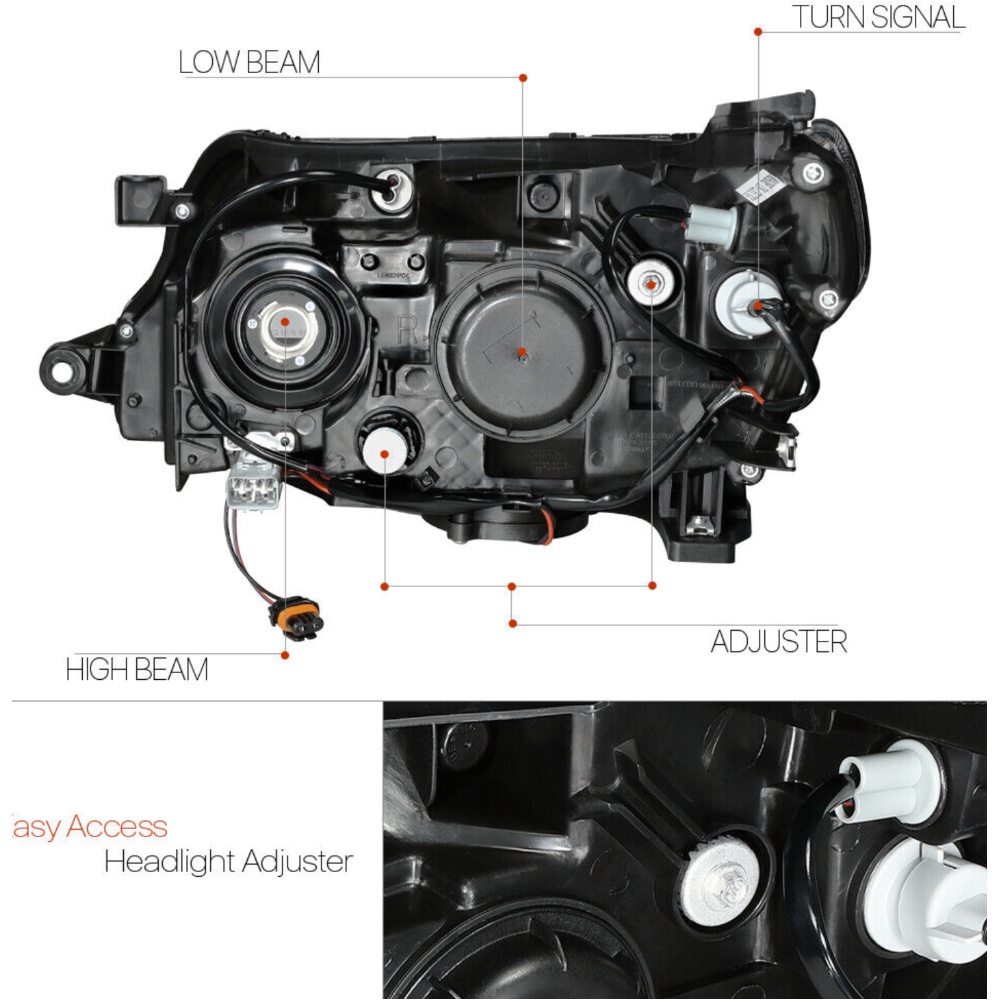 TURN SIGNAL
LOW BEAM
R
ADJUSTER
HIGH BEAM
asy Access
Headlight Adjuster